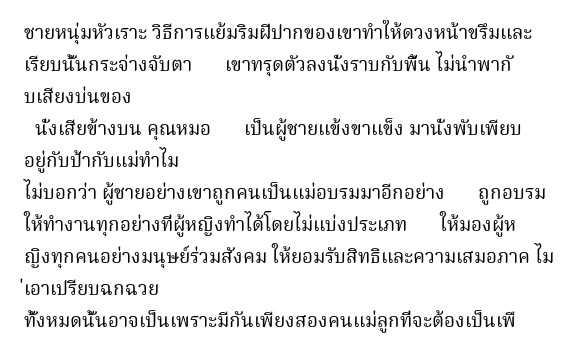 ชายหนุ่มหัวเราะ วิธีการแย้มริมฝีปากของเขาทำให้ดวงหน้าขรึมและ
เรียบนั้นกระจ่างจับตา เขาทรุดตัวลงนั่งราบกับพื้น ไม่นำพากั
บเสียงบ่นของ
นั่งเสียข้างบน คุณหมอ เป็นผู้ชายแข้งขาแข็ง มานั่งพับเพียบ
อยู่กับป้ากับแม่ทำไม
ไม่บอกว่า ผู้ชายอย่างเขาถูกคนเป็นแม่อบรมมาอีกอย่าง ถูกอบรม
ให้ทำงานทุกอย่างที่ผู้หญิงทำได้โดยไม่แบ่งประเภท ให้มองผู้ห
ญิงทุกคนอย่างมนุษย์ร่วมสังคม ให้ยอมรับสิทธิและความเสมอภาค ไม
่เอาเปรียบฉกฉวย
ทั้งหมดนั้นอาจเป็นเพราะมีกันเพียงสองคนแม่ลูกที่จะต้องเป็นเพื